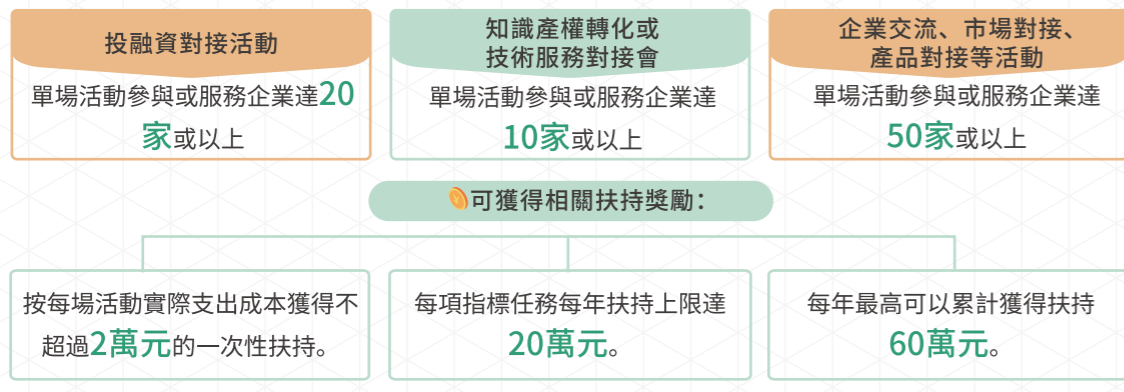 投融資對接活動
單場活動參與或服務企業達20
家或以上
知識產權轉化或
技術服務對接會
單場活動參與或服務企業達
10家或以上
企業交流、市場對接、
產品對接等活動
單場活動參與或服務企業達
50家或以上
可獲得相關扶持獎勵：
按每場活動實際支出成本獲得不
超過2萬元的一次性扶持。
每項指標任務每年扶持上限達
20萬元。
每年最高可以累計獲得扶持
60萬元。